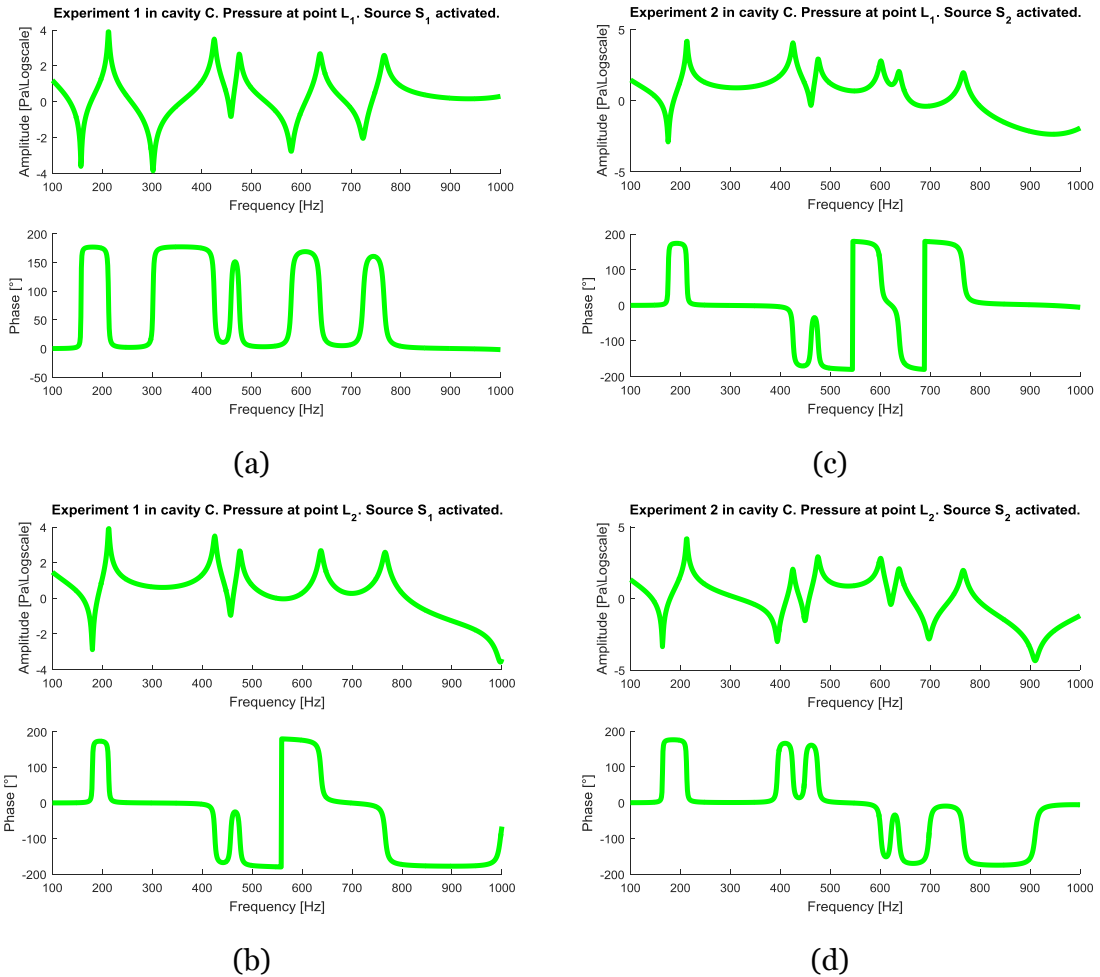 Experiment 1 in cavity C. Pressure at point L1. Source S1 activated.
Amplitude [Pa\Logscale]
4
2
0
-2
-4
100 200 300 400 500 600 700 800 900 1000
Frequency [Hz]
Phase [°]
200
150
100
50
0
-50
100 200 300 400 500 600 700 800 900 1000
Frequency [Hz]
(a)
Experiment 2 in cavity C. Pressure at point L1. Source S2 activated.
Amplitude [Pa\Logscale]
5
0
-5
100 200 300 400 500 600 700 800 900 1000
Frequency [Hz]
Phase [°]
200
100
0
-100
-200
100 200 300 400 500 600 700 800 900 1000
Frequency [Hz]
(c)
Experiment 1 in cavity C. Pressure at point L2. Source S1 activated.
Amplitude [Pa\Logscale]
4
2
0
-2
-4
100 200 300 400 500 600 700 800 900 1000
Frequency [Hz]
Phase [°]
200
100
0
-100
-200
100 200 300 400 500 600 700 800 900 1000
Frequency [Hz]
(b)
Experiment 2 in cavity C. Pressure at point L2. Source S2 activated.
Amplitude [Pa\Logscale]
5
0
-5
100 200 300 400 500 600 700 800 900 1000
Frequency [Hz]
Phase [°]
200
100
0
-100
-200
100 200 300 400 500 600 700 800 900 1000
Frequency [Hz]
(d)